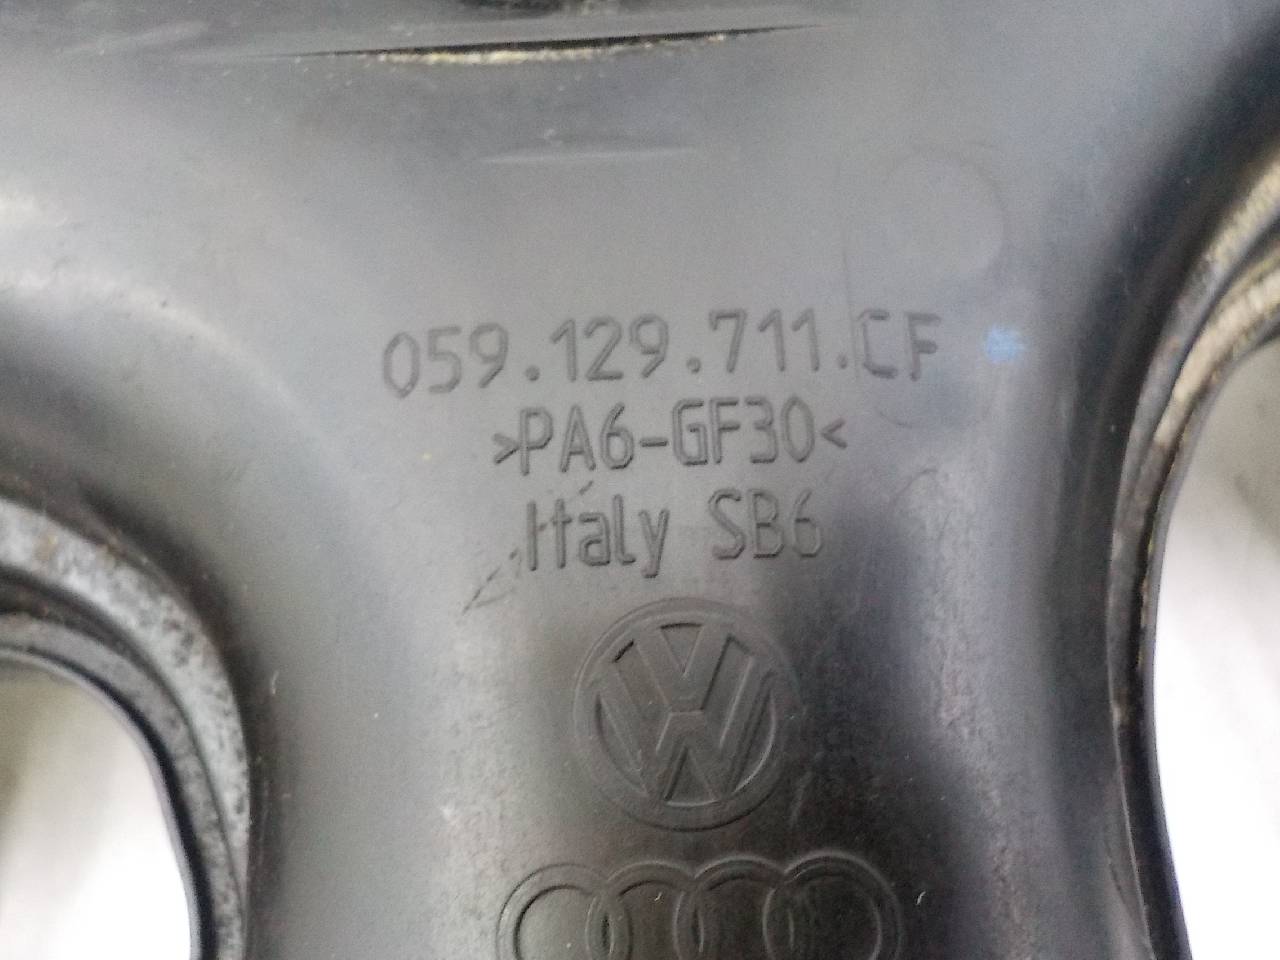 059.129.711.CF
>PA6-GF30<
Italy SB6